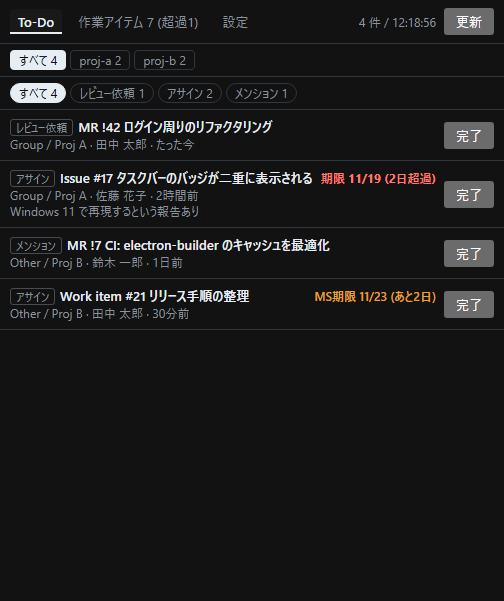 To-Do 作業アイテム 7 (超過1) 設定 4 件 / 12:18:56 更新
すべて 4 proj-a 2 proj-b 2
すべて 4 レビュー依頼 1 アサイン 2 メンション 1
レビュー依頼 MR !42 ログイン周りのリファクタリング
Group / Proj A · 田中 太郎 · たった今
完了
アサイン Issue #17 タスクバーのバッジが二重に表示される 期限 11/19 (2日超過)
Group / Proj A · 佐藤 花子 · 2時間前
Windows 11 で再現するという報告あり
完了
メンション MR !7 CI: electron-builder のキャッシュを最適化
Other / Proj B · 鈴木 一郎 · 1日前
完了
アサイン Work item #21 リリース手順の整理 MS期限 11/23 (あと2日)
Other / Proj B · 田中 太郎 · 30分前
完了